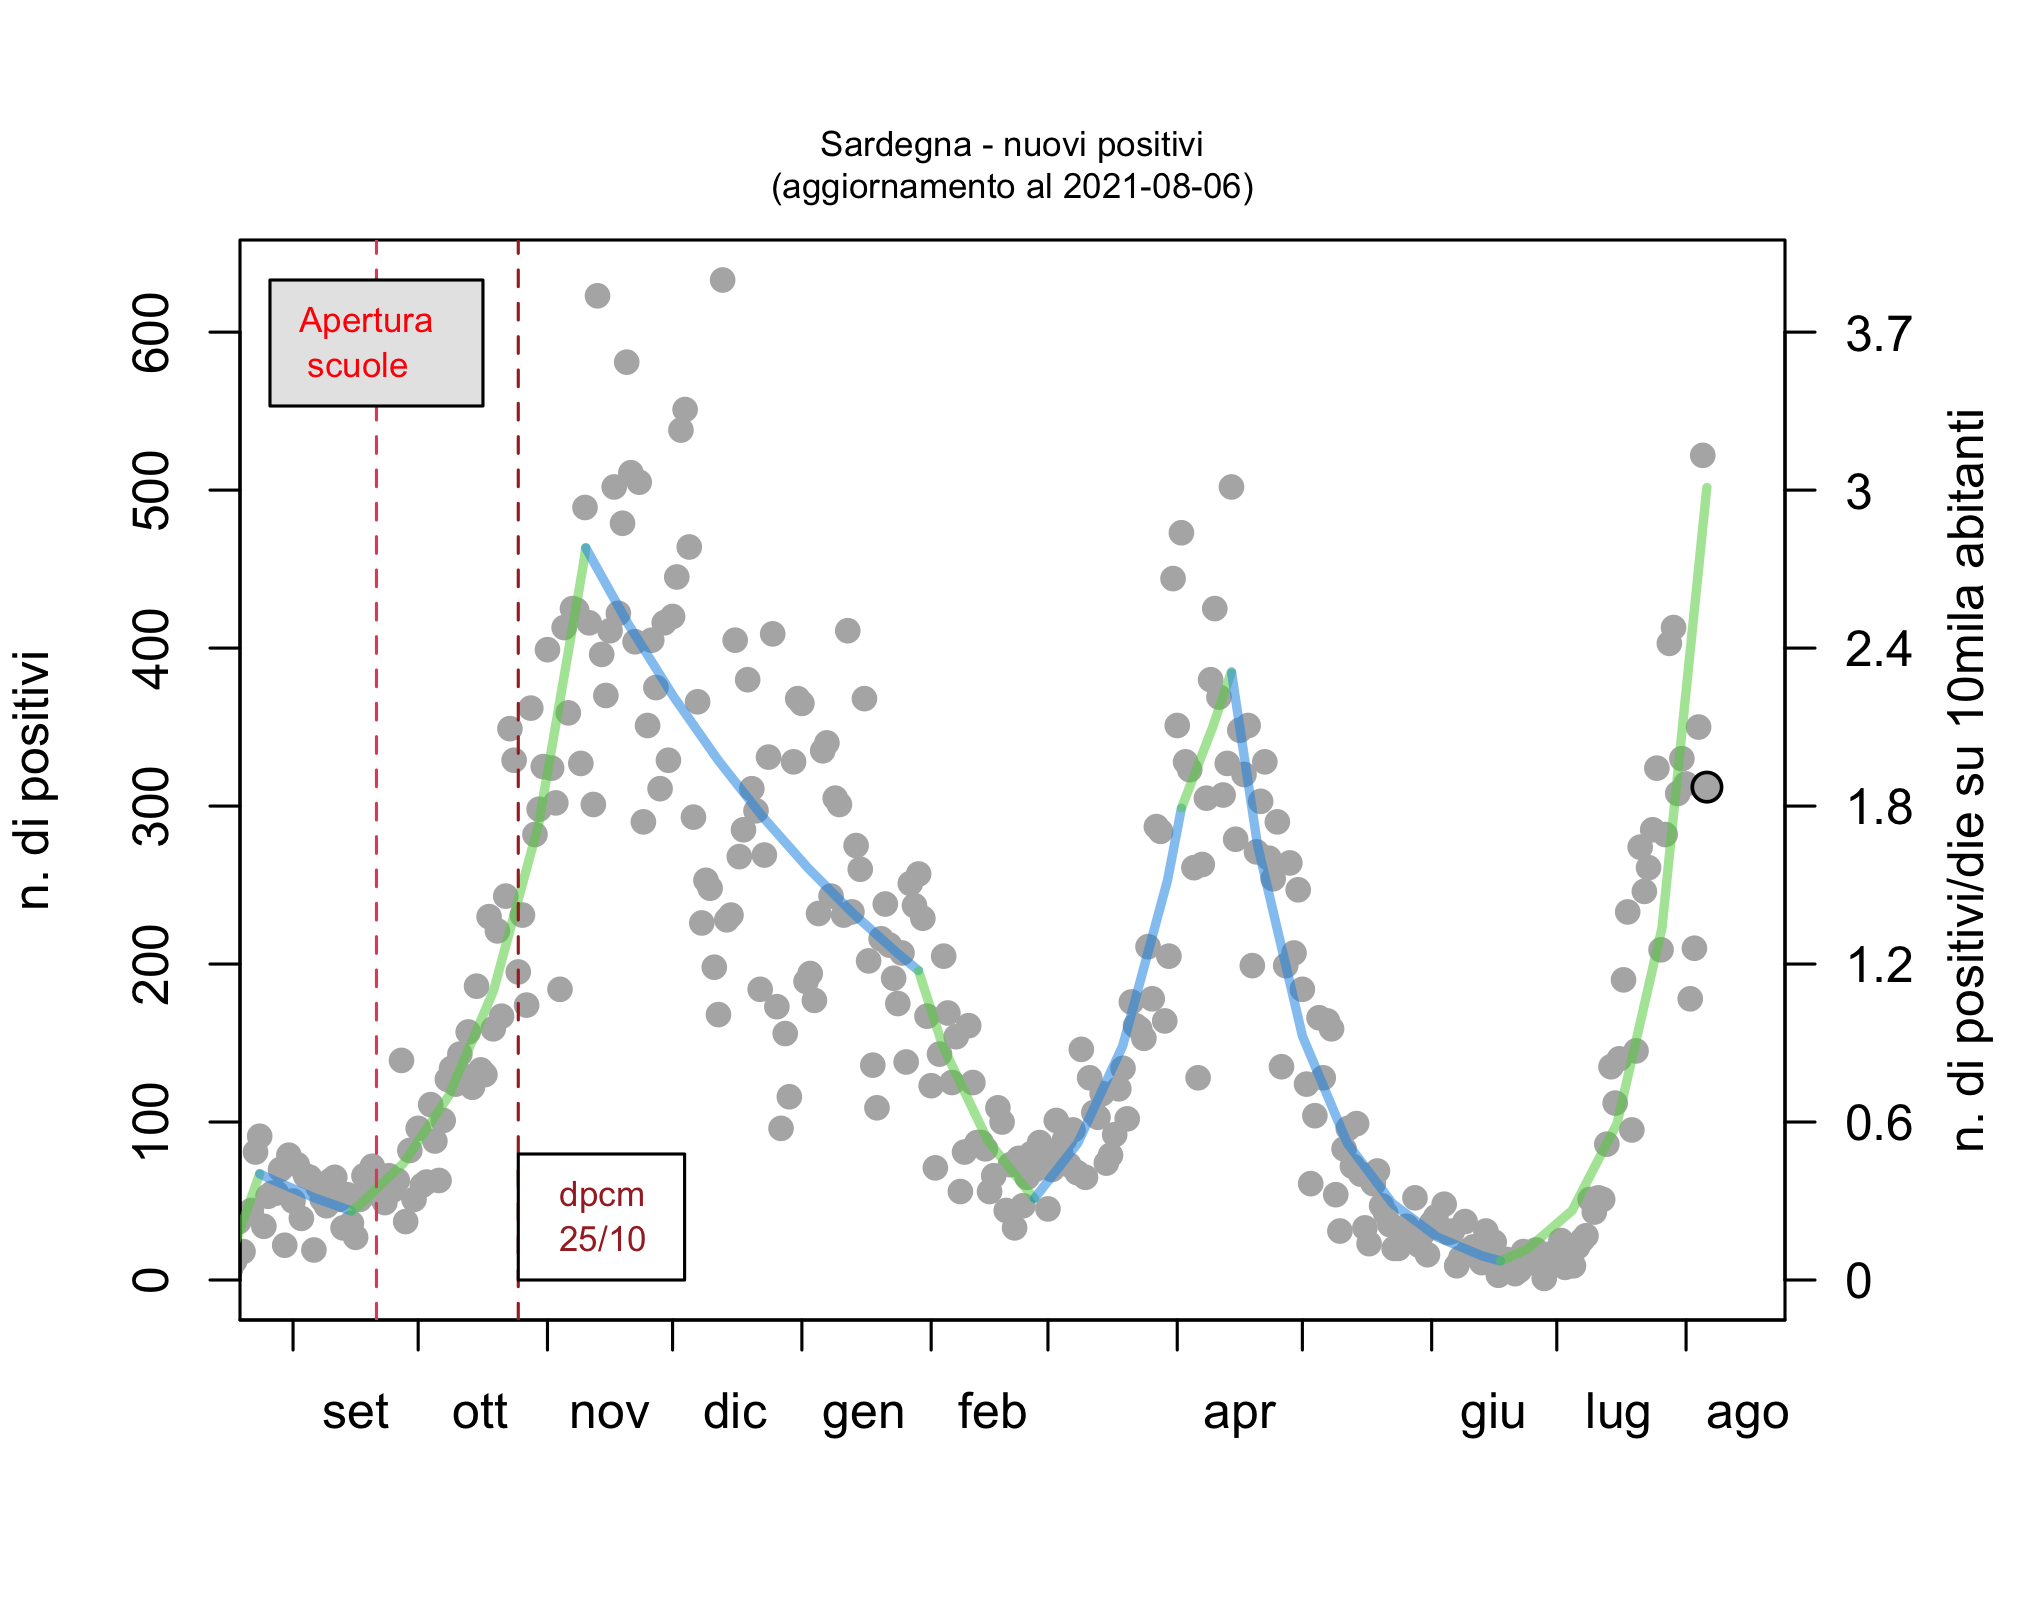 Sardegna - nuovi positivi
(aggiornamento al 2021-08-06)
Apertura
scuole
dpcm
25/10
n. di positivi
600
500
400
300
200
100
0
3.7
3
2.4
1.8
1.2
0.6
0
n. di positivi/die su 10mila abitanti
set ott nov dic gen feb apr giu lug ago